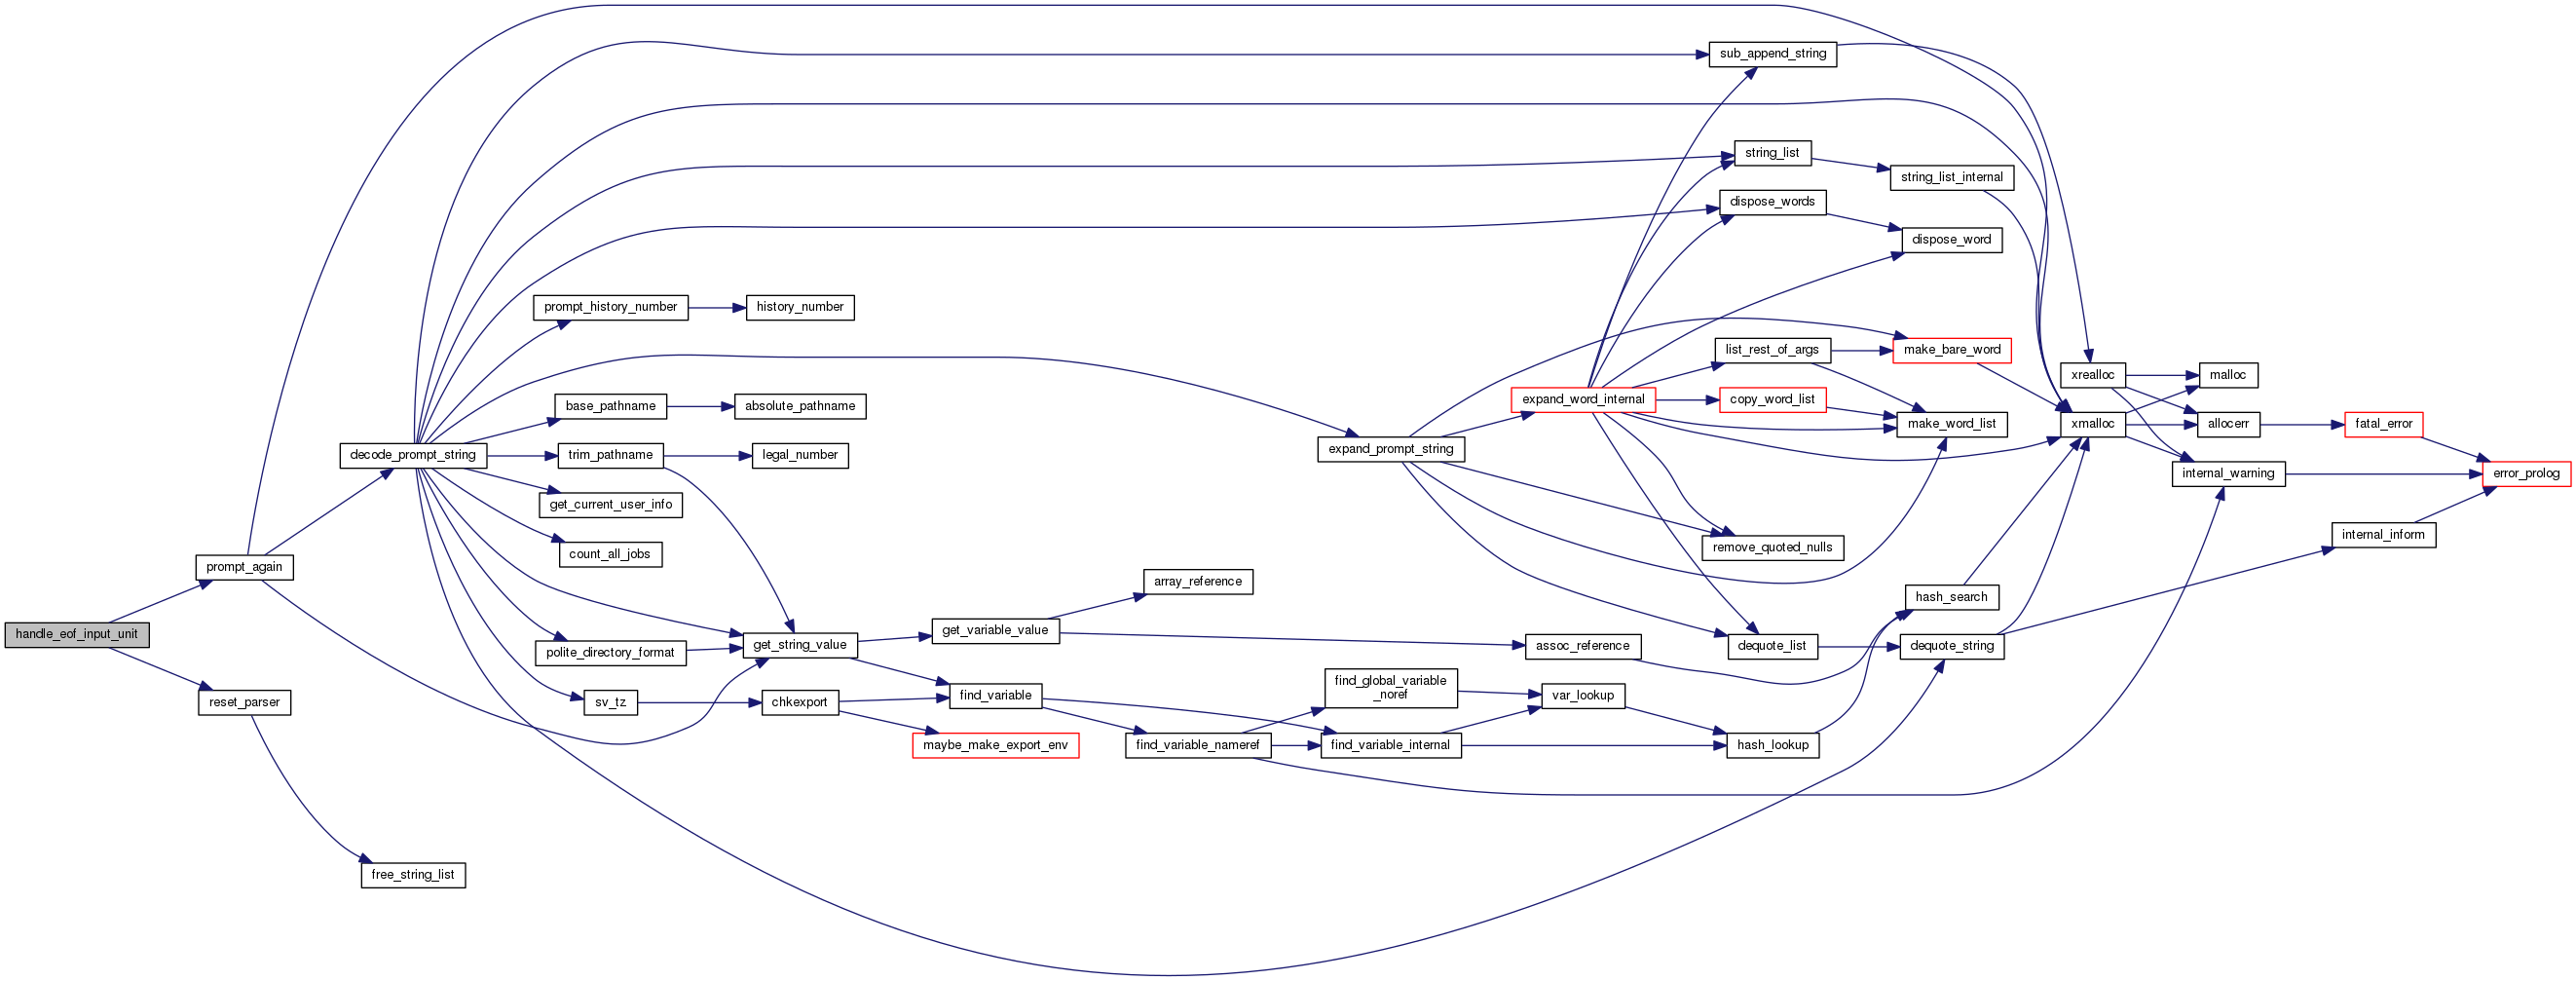 handle_eof_input_unit
prompt_again
reset_parser
decode_prompt_string
free_string_list
prompt_history_number
base_pathname
trim_pathname
get_current_user_info
count_all_jobs
polite_directory_format
sv_tz
history_number
absolute_pathname
legal_number
get_string_value
chkexport
get_variable_value
find_variable
maybe_make_export_env
array_reference
find_variable_nameref
expand_prompt_string
find_global_variable
_noref
find_variable_internal
expand_word_internal
assoc_reference
var_lookup
sub_append_string
string_list
dispose_words
list_rest_of_args
copy_word_list
remove_quoted_nulls
dequote_list
hash_lookup
string_list_internal
dispose_word
make_bare_word
make_word_list
hash_search
dequote_string
xrealloc
xmalloc
malloc
allocerr
internal_warning
fatal_error
internal_inform
error_prolog